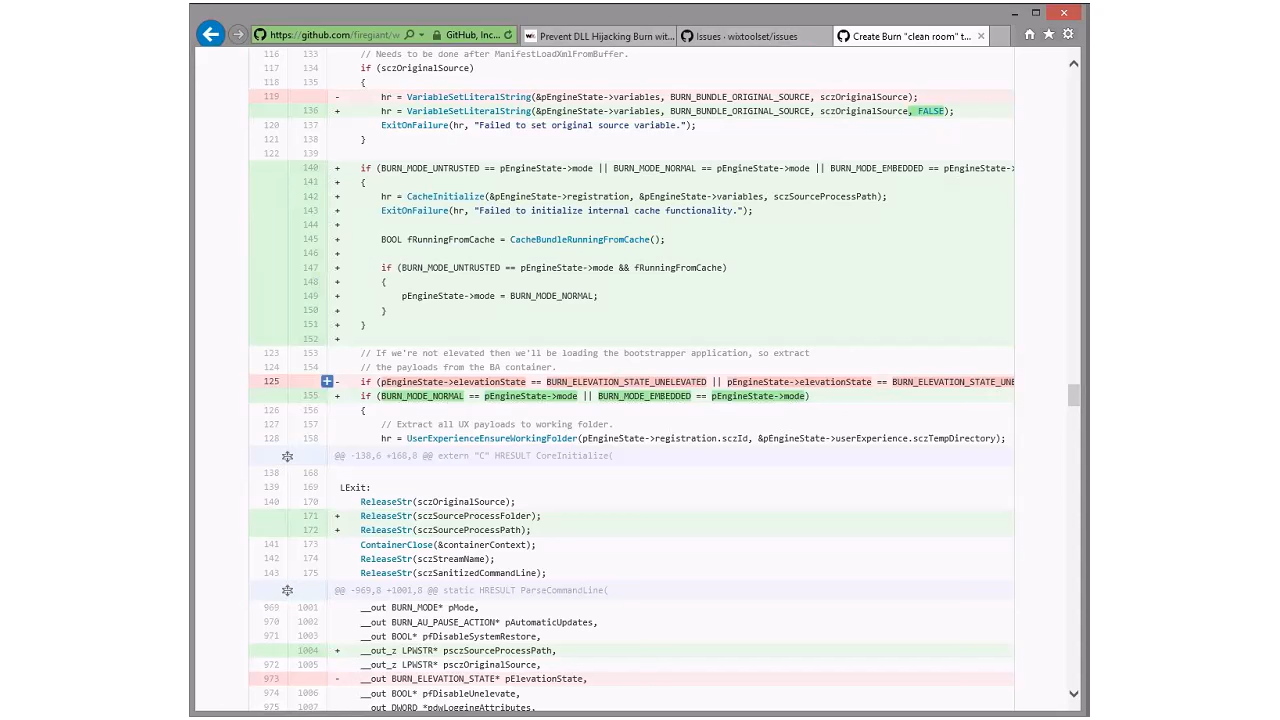 https://github.com/firegiant/w
GitHub, Inc...
Prevent DLL Hijacking Burn wit...
Issues · wixtoolset/issues
Create Burn "clean room" t...
116 133 // Needs to be done after ManifestLoadXmlFromBuffer.
117 134 if (sczOriginalSource)
118 135 {
119 - hr = VariableSetLiteralString(&pEngineState->variables, BURN_BUNDLE_ORIGINAL_SOURCE, sczOriginalSource);
136 + hr = VariableSetLiteralString(&pEngineState->variables, BURN_BUNDLE_ORIGINAL_SOURCE, sczOriginalSource, FALSE);
120 137 ExitOnFailure(hr, "Failed to set original source variable.");
121 138 }
122 139
140 + if (BURN_MODE_UNTRUSTED == pEngineState->mode || BURN_MODE_NORMAL == pEngineState->mode || BURN_MODE_EMBEDDED == pEngineState->
141 + {
142 + hr = CacheInitialize(&pEngineState->registration, &pEngineState->variables, sczSourceProcessPath);
143 + ExitOnFailure(hr, "Failed to initialize internal cache functionality.");
144 +
145 + BOOL fRunningFromCache = CacheBundleRunningFromCache();
146 +
147 + if (BURN_MODE_UNTRUSTED == pEngineState->mode && fRunningFromCache)
148 + {
149 + pEngineState->mode = BURN_MODE_NORMAL;
150 + }
151 + }
152 +
123 153 // If we're not elevated then we'll be loading the bootstrapper application, so extract
124 154 // the payloads from the BA container.
125 + - if (pEngineState->elevationState == BURN_ELEVATION_STATE_UNELEVATED || pEngineState->elevationState == BURN_ELEVATION_STATE_UNE
155 + if (BURN_MODE_NORMAL == pEngineState->mode || BURN_MODE_EMBEDDED == pEngineState->mode)
126 156 {
127 157 // Extract all UX payloads to working folder.
128 158 hr = UserExperienceEnsureWorkingFolder(pEngineState->registration.sczId, &pEngineState->userExperience.sczTempDirectory);
@@ -138,6 +168,8 @@ extern "C" HRESULT CoreInitialize(
138 168
139 169 LExit:
140 170 ReleaseStr(sczOriginalSource);
171 + ReleaseStr(sczSourceProcessFolder);
172 + ReleaseStr(sczSourceProcessPath);
141 173 ContainerClose(&containerContext);
142 174 ReleaseStr(sczStreamName);
143 175 ReleaseStr(sczSanitizedCommandLine);
@@ -969,8 +1001,8 @@ static HRESULT ParseCommandLine(
969 1001 __out BURN_MODE* pMode,
970 1002 __out BURN_AU_PAUSE_ACTION* pAutomaticUpdates,
971 1003 __out BOOL* pfDisableSystemRestore,
1004 + __out_z LPWSTR* psczSourceProcessPath,
972 1005 __out_z LPWSTR* psczOriginalSource,
973 - __out BURN_ELEVATION_STATE* pElevationState,
974 1006 __out BOOL* pfDisableUnelevate,
975 1007 __out DWORD* pdwLoggingAttributes,